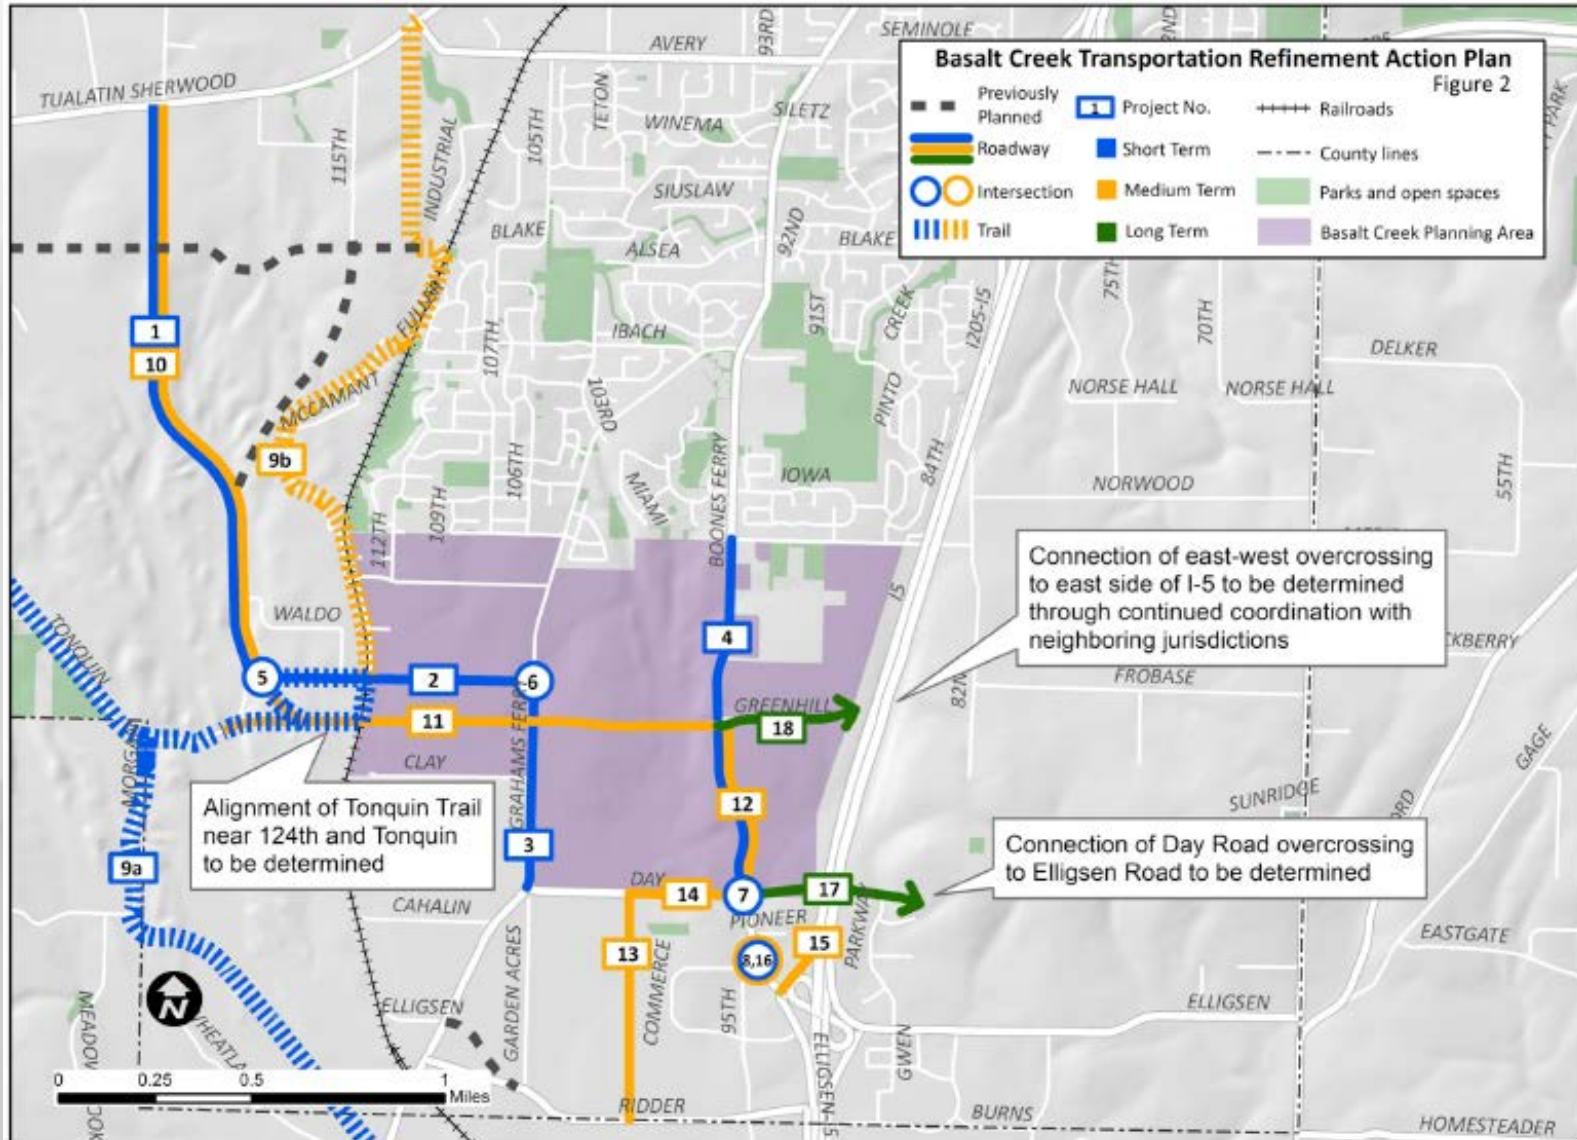 Basalt Creek Transportation Refinement Action Plan
Figure 2
Previously
Planned
1 Project No.
Railroads
Roadway
Short Term
County lines
Intersection
Medium Term
Parks and open spaces
Trail
Long Term
Basalt Creek Planning Area
SEMINOLE
AVERY
93RD
TUALATIN SHERWOOD
TETON
SILETZ
WINEMA
105TH
115TH
INDUSTRIAL
SIUSLAW
92ND
BLAKE
ALSEA
BLAKE
75TH
70TH
I205-I5
CREEK
91ST
IBACH
107TH
1
10
DELKER
NORSE HALL
NORSE HALL
PINTO
MCCAMANT
103RD
9b
106TH
109TH
112TH
MIAMI
BOONES FERRY
IOWA
84TH
NORWOOD
55TH
Connection of east-west overcrossing
to east side of I-5 to be determined
through continued coordination with
neighboring jurisdictions
I5
WALDO
TONQUIN
4
5
2
6
FROBASE
11
GREENHILL
18
CLAY
GRAHAMS FERRY
Alignment of Tonquin Trail
near 124th and Tonquin
to be determined
12
SUNRIDGE
GAGE
3
9a
Connection of Day Road overcrossing
to Elligsen Road to be determined
DAY
14
7
17
CAHALIN
PIONEER
PARKWAY
EASTGATE
13
8,16
15
COMMERCE
95TH
GARDEN ACRES
ELLIGSEN
ELLIGSEN
N
GWEN
ELLIGSEN-I5
0
0.25
0.5
1
Miles
RIDDER
BURNS
HOMESTEADER